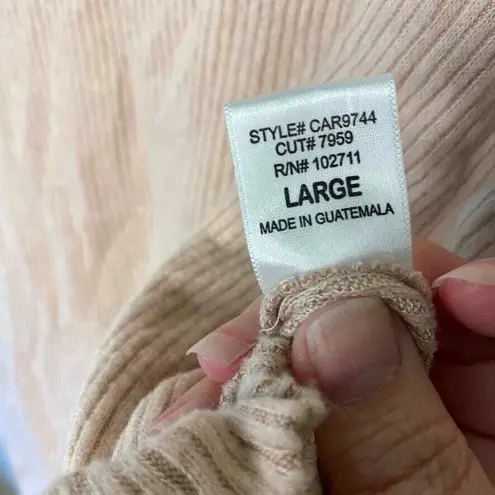 STYLE# CAR9744
CUT# 7959
R/N# 102711
LARGE
MADE IN GUATEMALA